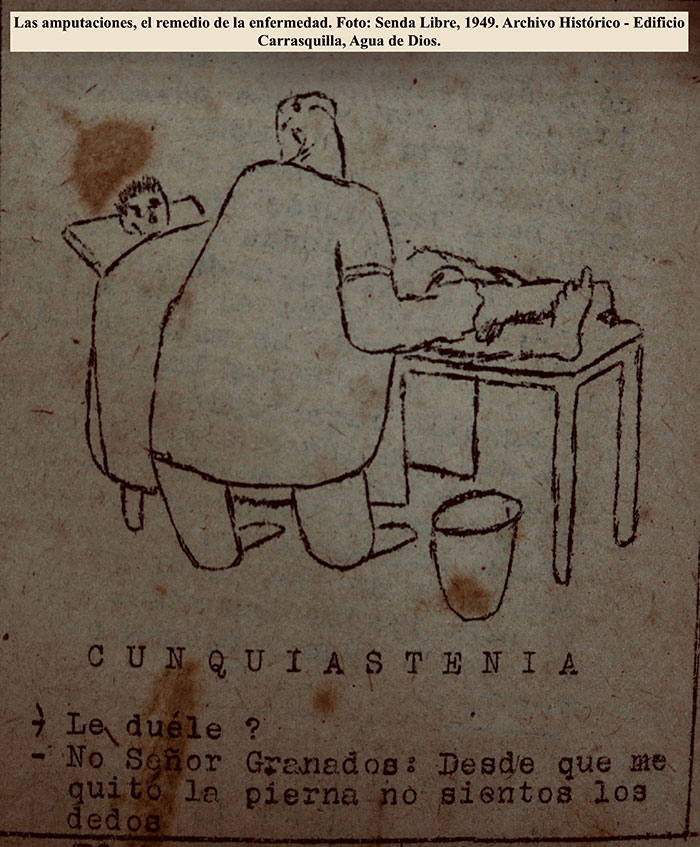 Las amputaciones, el remedio de la enfermedad. Foto: Senda Libre, 1949. Archivo Histórico - Edificio
Carrasquilla, Agua de Dios.
CUNQUIASTENIA
- Le duéle ?
- No Señor Granados: Desde que me
quitó la pierna no sientos los
dedos